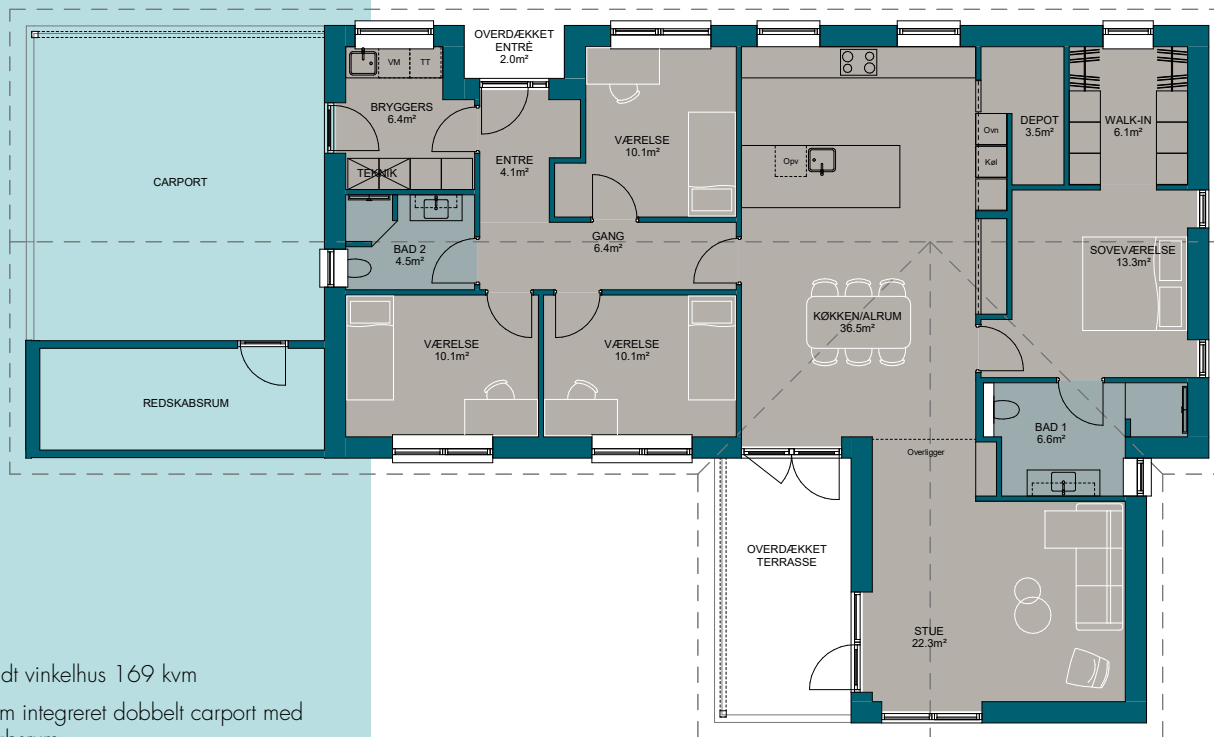 OVERDÆKKET
ENTRÈ
2.0m²
VM
TT
BRYGGERS
6.4m²
TEKNIK
ENTRE
4.1m²
VÆRELSE
10.1m²
Opv
Ovn
Køl
DEPOT
3.5m²
WALK-IN
6.1m²
CARPORT
BAD 2
4.5m²
GANG
6.4m²
SOVEVÆRELSE
13.3m²
KØKKEN/ALRUM
36.5m²
VÆRELSE
10.1m²
VÆRELSE
10.1m²
REDSKABSRUM
BAD 1
6.6m²
Overligger
OVERDÆKKET
TERRASSE
STUE
22.3m²
dt vinkelhus 169 kvm
m integreret dobbelt carport med